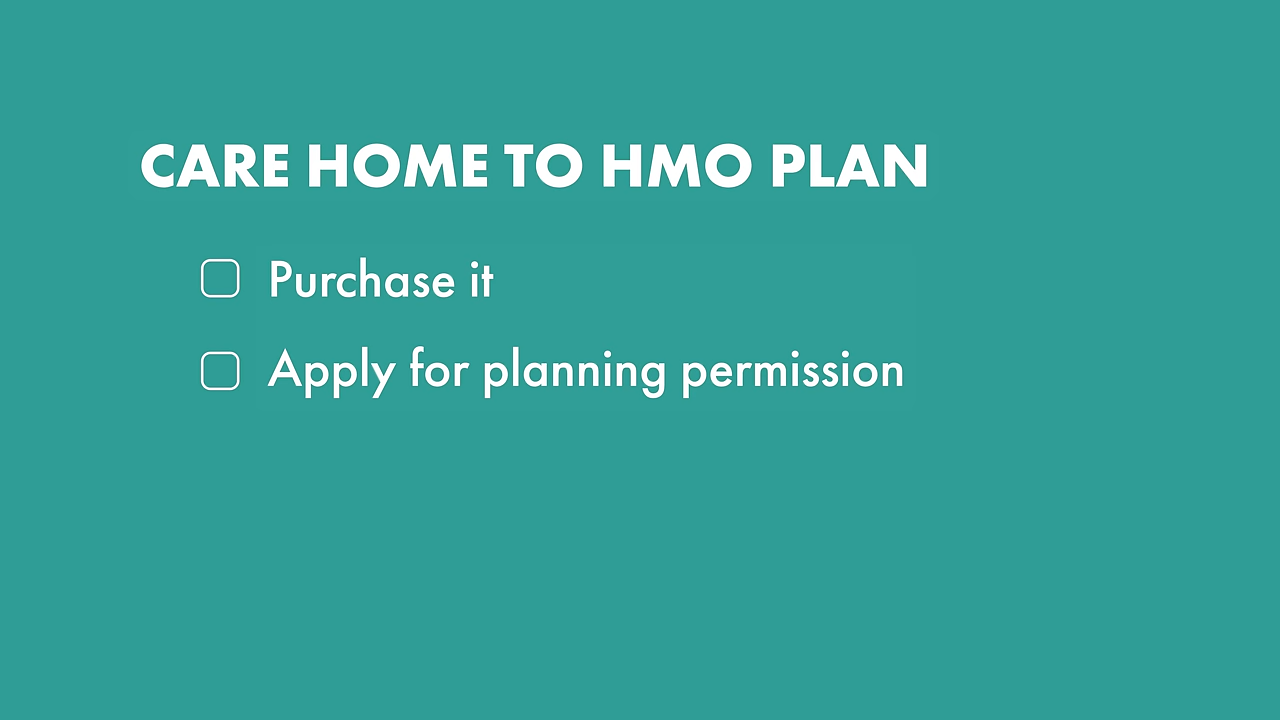 CARE HOME TO HMO PLAN
Purchase it
Apply for planning permission